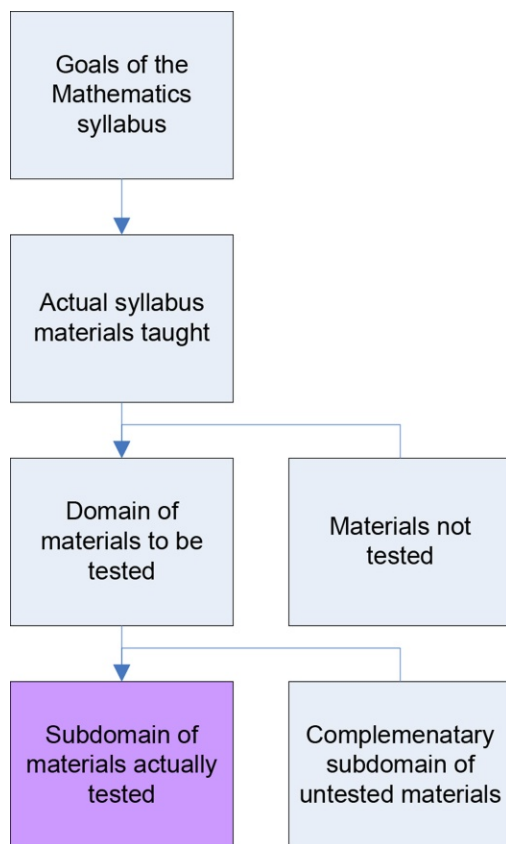 Goals of the
Mathematics
syllabus
Actual syllabus
materials taught
Domain of
materials to be
tested
Materials not
tested
Subdomain of
materials actually
tested
Complemenatary
subdomain of
untested materials